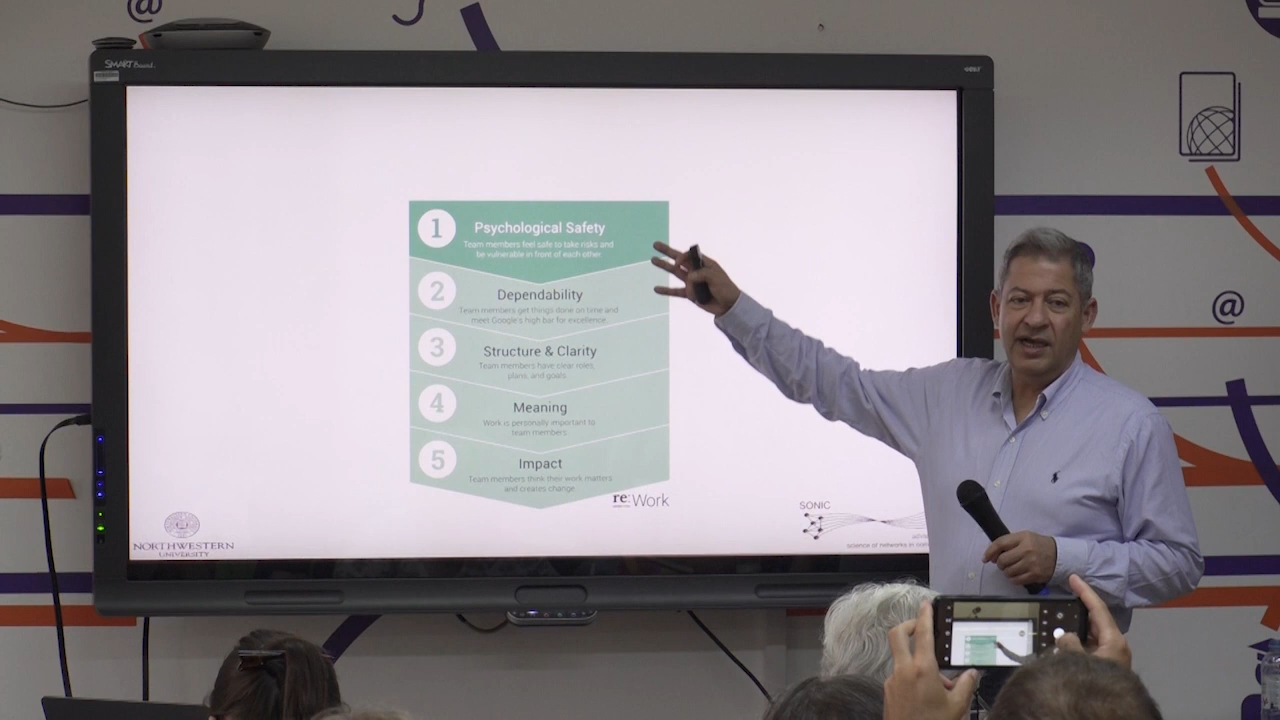 SMART Board
@
1
Psychological Safety
Team members feel safe to take risks and
be vulnerable in front of each other
2
Dependability
Team members get things done on time and
meet Google's high bar for excellence.
3
Structure & Clarity
Team members have clear roles,
plans, and goals.
4
Meaning
Work is personally important to
team members.
5
Impact
Team members think their work matters
and creates change.
re:Work
NORTHWESTERN
UNIVERSITY
SONIC
science of networks in
@